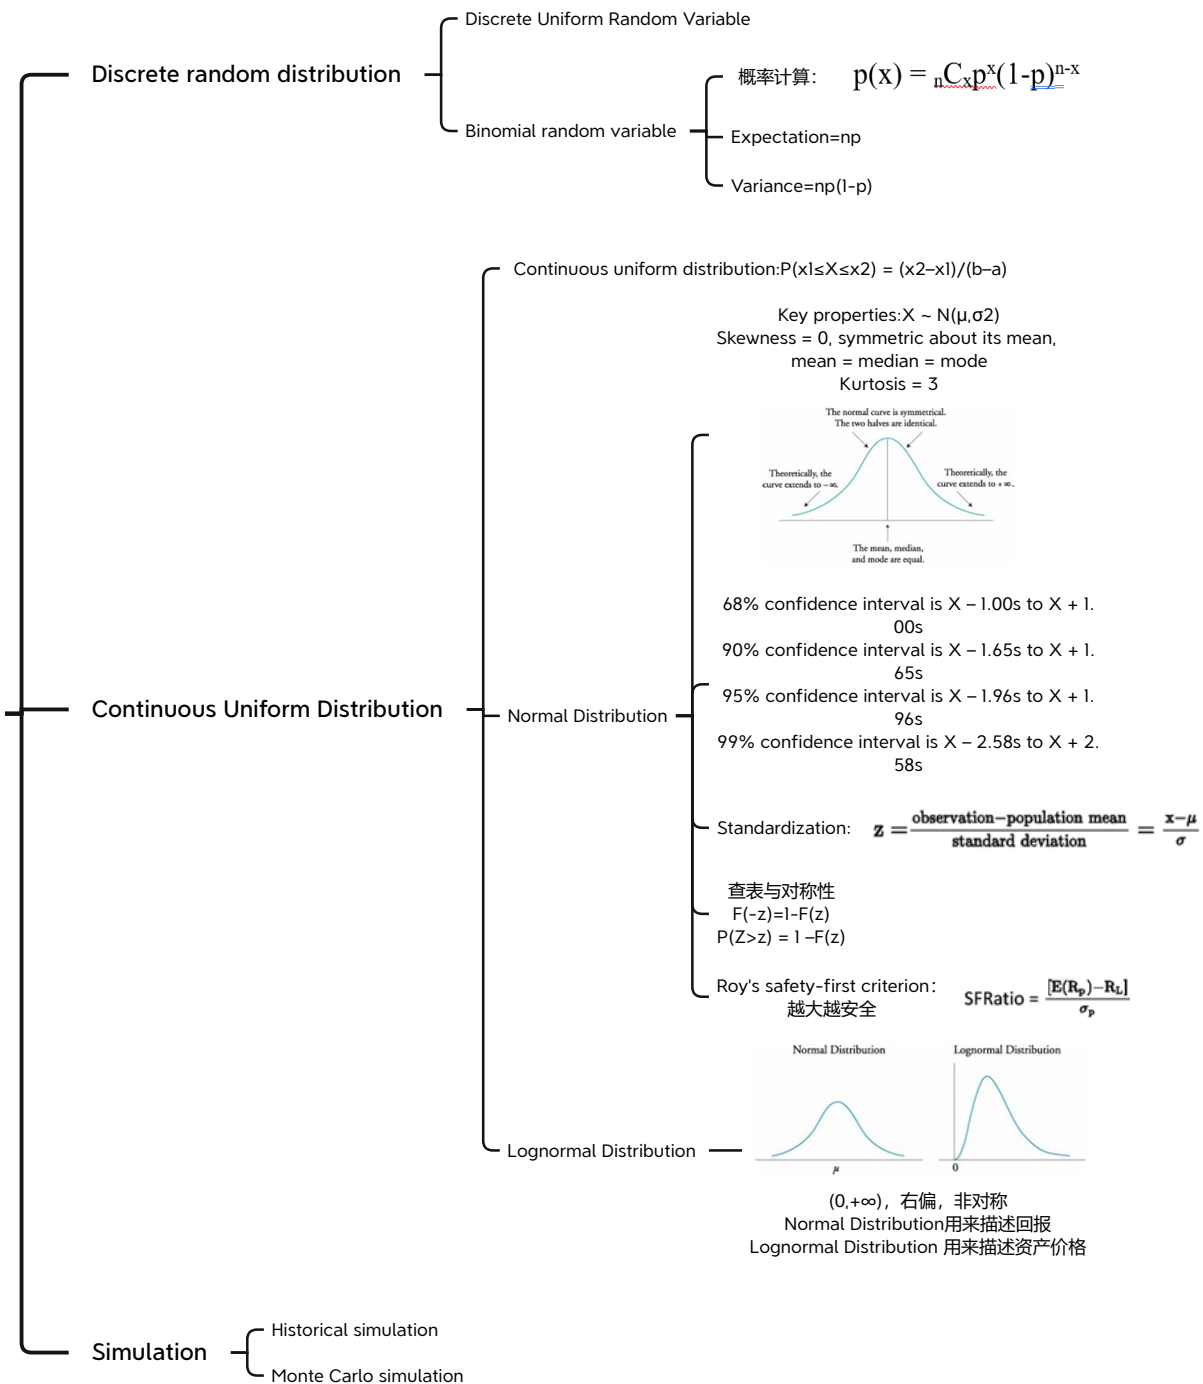 Discrete random distribution
Discrete Uniform Random Variable
Binomial random variable
概率计算： p(x) = nCxp^x(1-p)^n-x
Expectation=np
Variance=np(1-p)
Continuous Uniform Distribution
Continuous uniform distribution:P(x1≤X≤x2) = (x2–x1)/(b–a)
Normal Distribution
Key properties:X ~ N(μ,σ2)
Skewness = 0, symmetric about its mean,
mean = median = mode
Kurtosis = 3
The normal curve is symmetrical.
The two halves are identical.
Theoretically, the
curve extends to −∞.
Theoretically, the
curve extends to +∞.
The mean, median,
and mode are equal.
68% confidence interval is X – 1.00s to X + 1.
00s
90% confidence interval is X – 1.65s to X + 1.
65s
95% confidence interval is X – 1.96s to X + 1.
96s
99% confidence interval is X – 2.58s to X + 2.
58s
Standardization: z = observation−population mean / standard deviation = x−μ / σ
查表与对称性
F(-z)=1-F(z)
P(Z>z) = 1 –F(z)
Roy's safety-first criterion：
越大越安全
SFRatio = [E(Rp)−RL] / σp
Lognormal Distribution
Normal Distribution
Lognormal Distribution
μ
0
(0,+∞)，右偏，非对称
Normal Distribution用来描述回报
Lognormal Distribution 用来描述资产价格
Simulation
Historical simulation
Monte Carlo simulation